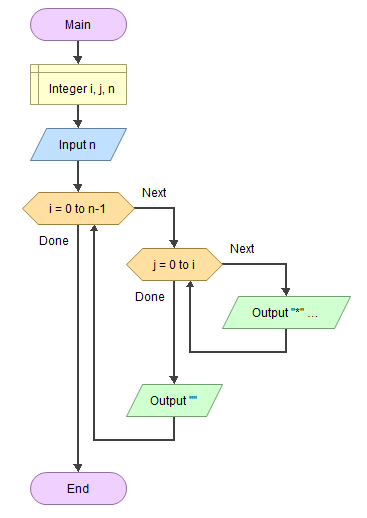 Main
Integer i, j, n
Input n
i = 0 to n-1
Next
Done
j = 0 to i
Next
Done
Output "*" ...
Output ""
End